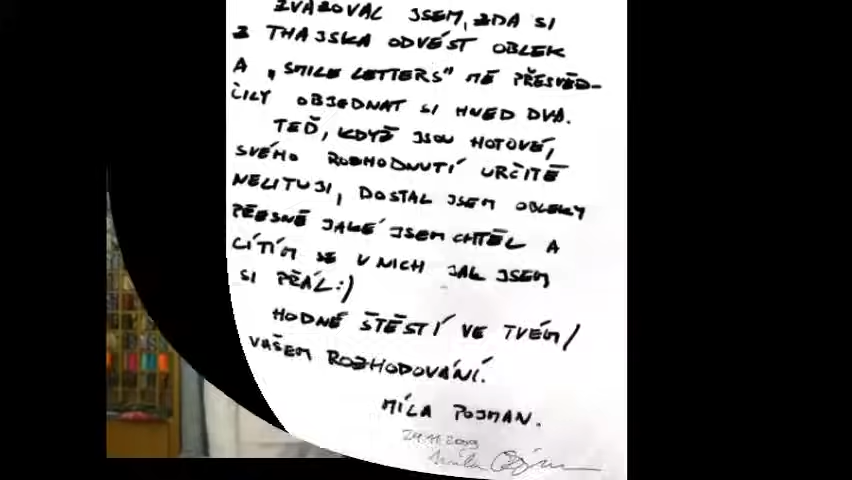 ZVAŽOVAL JSEM, ZDA SI
Z THAJSKA ODVÉST OBLEK
A „SMILE LETTERS" MĚ PŘESVĚD-
ČILY OBJEDNAT SI HNED DVA.
TEĎ, KDYŽ JSOU HOTOVÉ,
SVÉHO ROZHODNUTÍ URČITĚ
NELITUJI, DOSTAL JSEM OBLEKY
PŘESNĚ JAKÉ JSEM CHTĚL A
CÍTÍM SE V NICH JAK JSEM
SI PŘÁL:)
HODNĚ ŠTĚSTÍ VE TVÉM/
VAŠEM ROZHODOVÁNÍ.
MÍLA POJMAN.